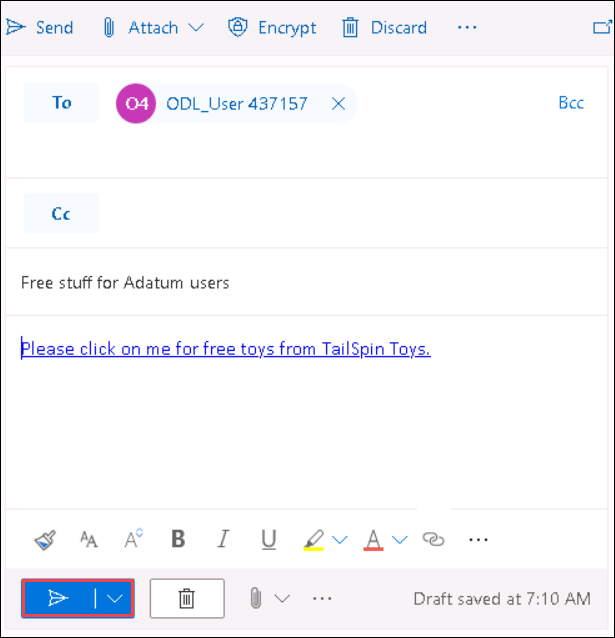 Send Attach Encrypt Discard ...
To O4 ODL_User 437157 Bcc
Cc
Free stuff for Adatum users
Please click on me for free toys from TailSpin Toys.
AA A B I U A ...
... Draft saved at 7:10 AM